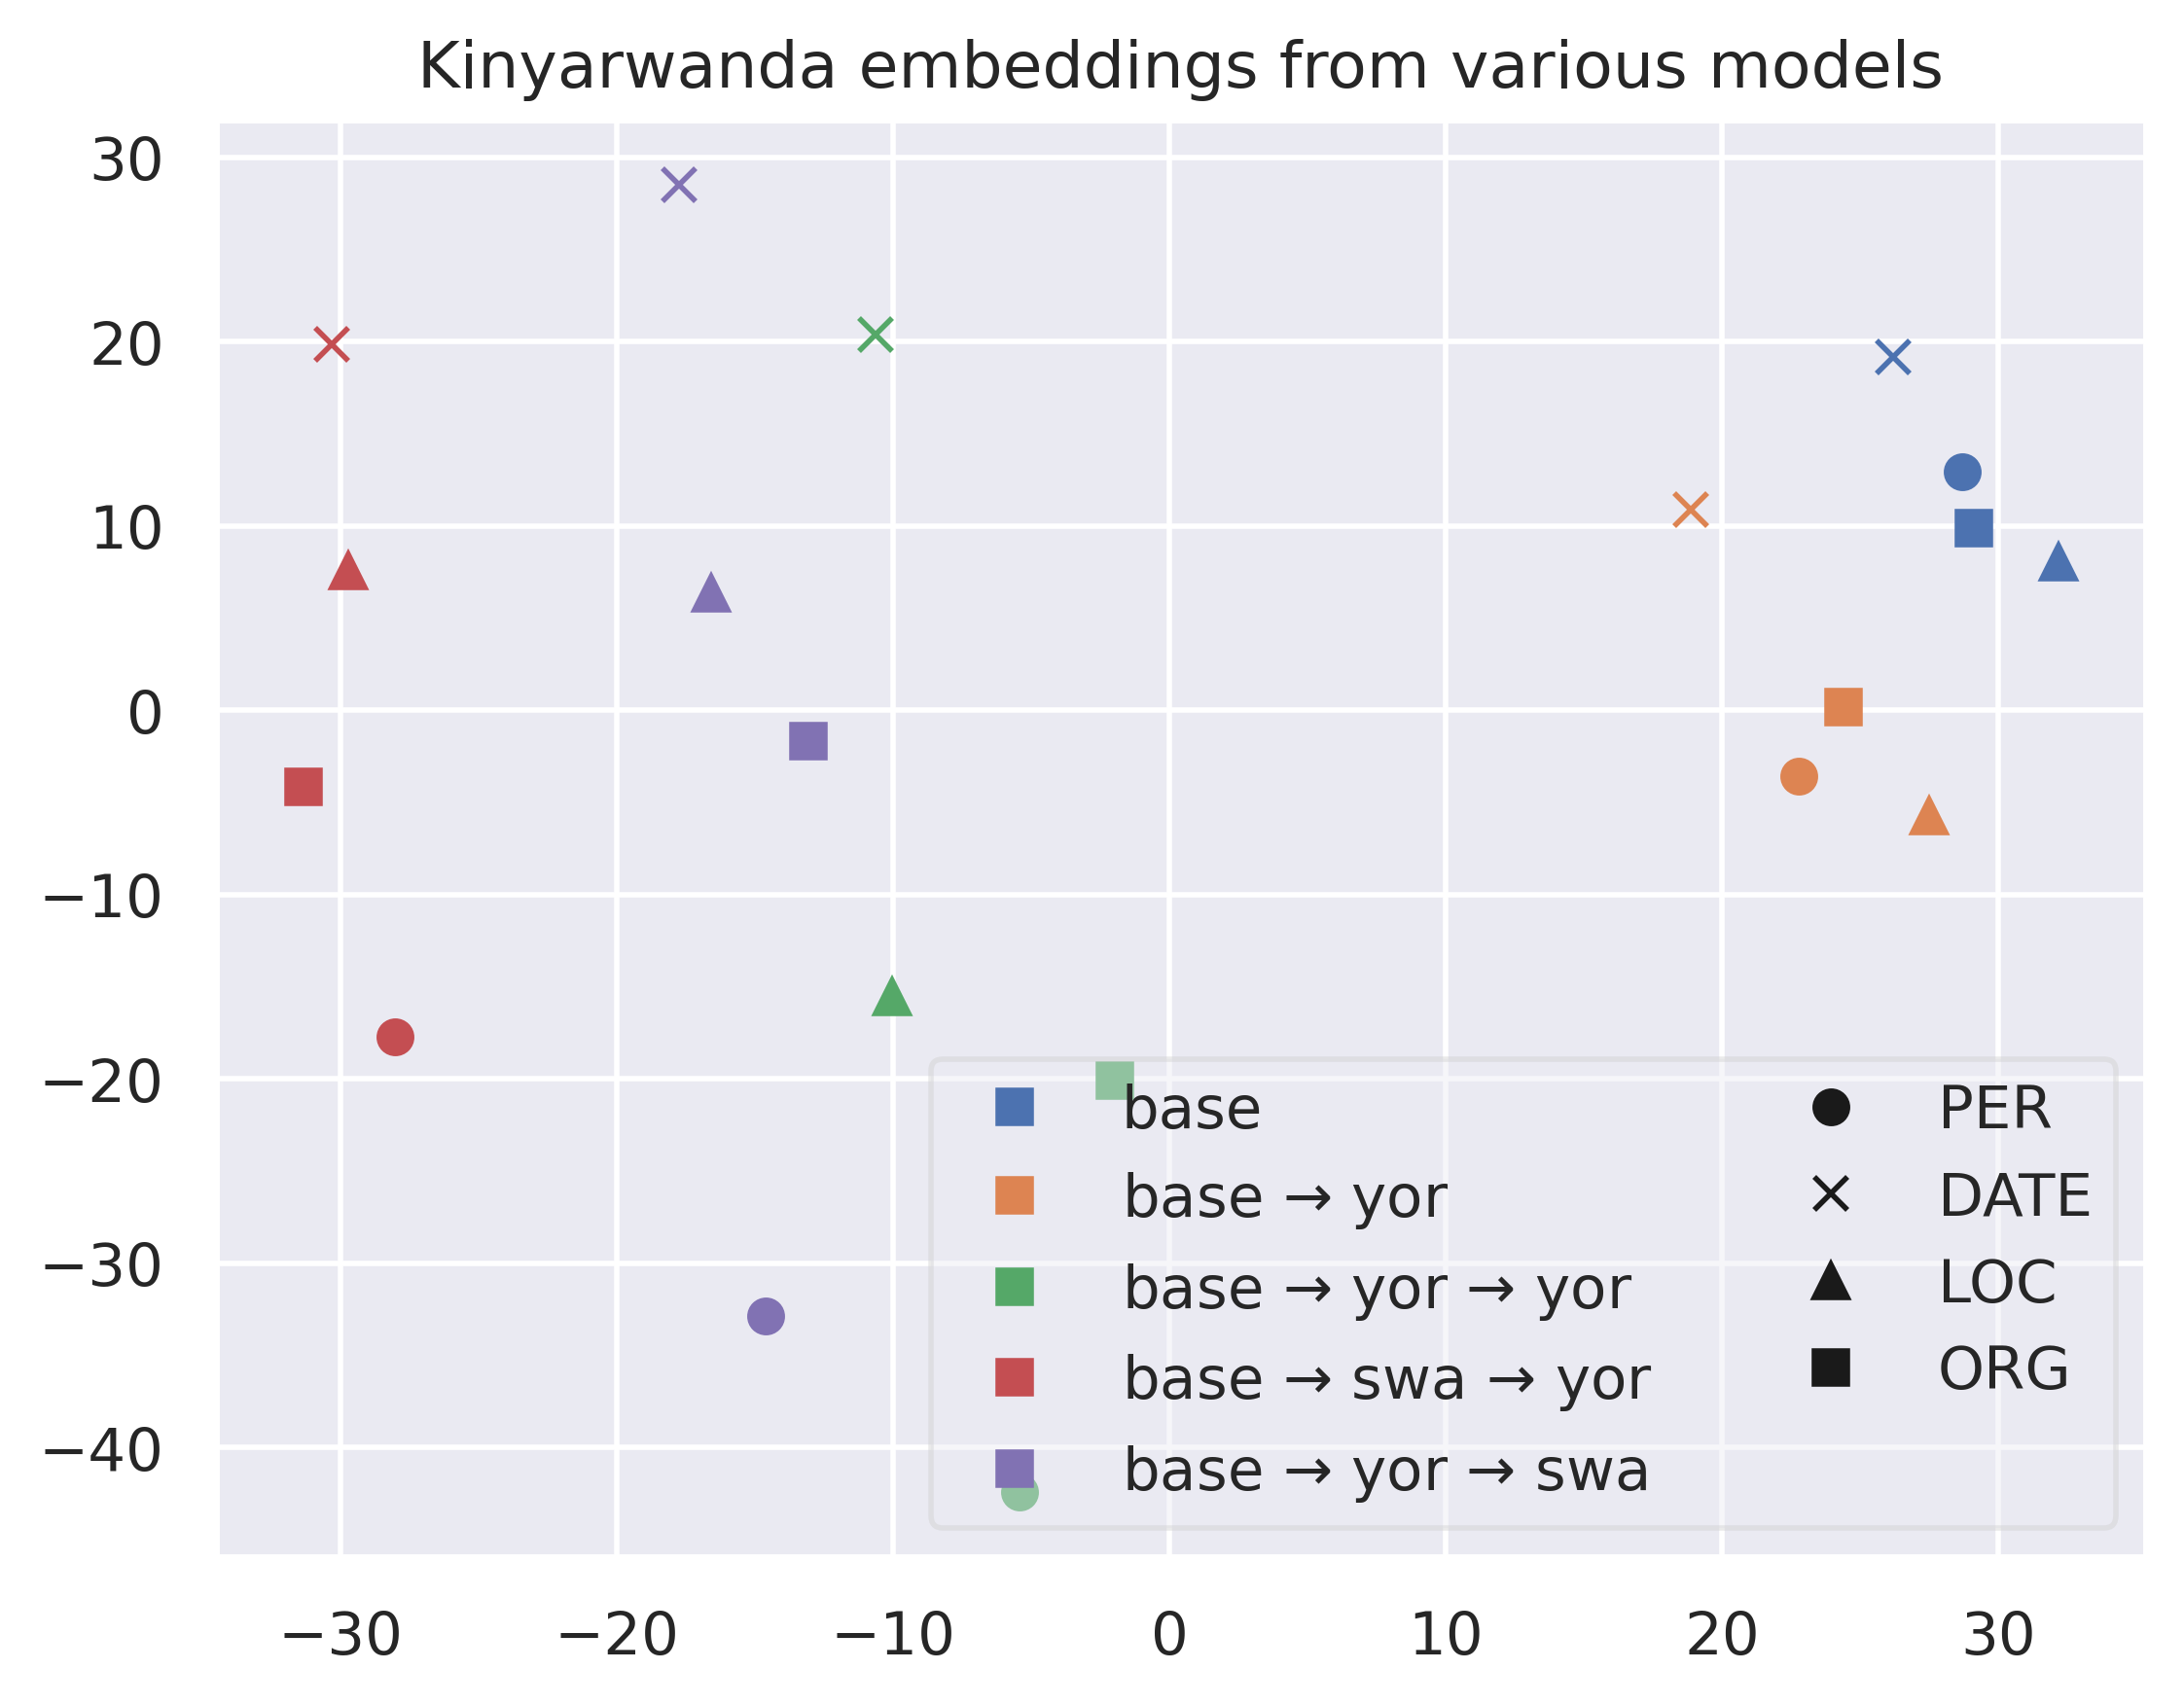 Kinyarwanda embeddings from various models
30
20
10
0
−10
−20
−30
−40
base
base → yor
base → yor → yor
base → swa → yor
base → yor → swa
PER
DATE
LOC
ORG
−30 −20 −10 0 10 20 30